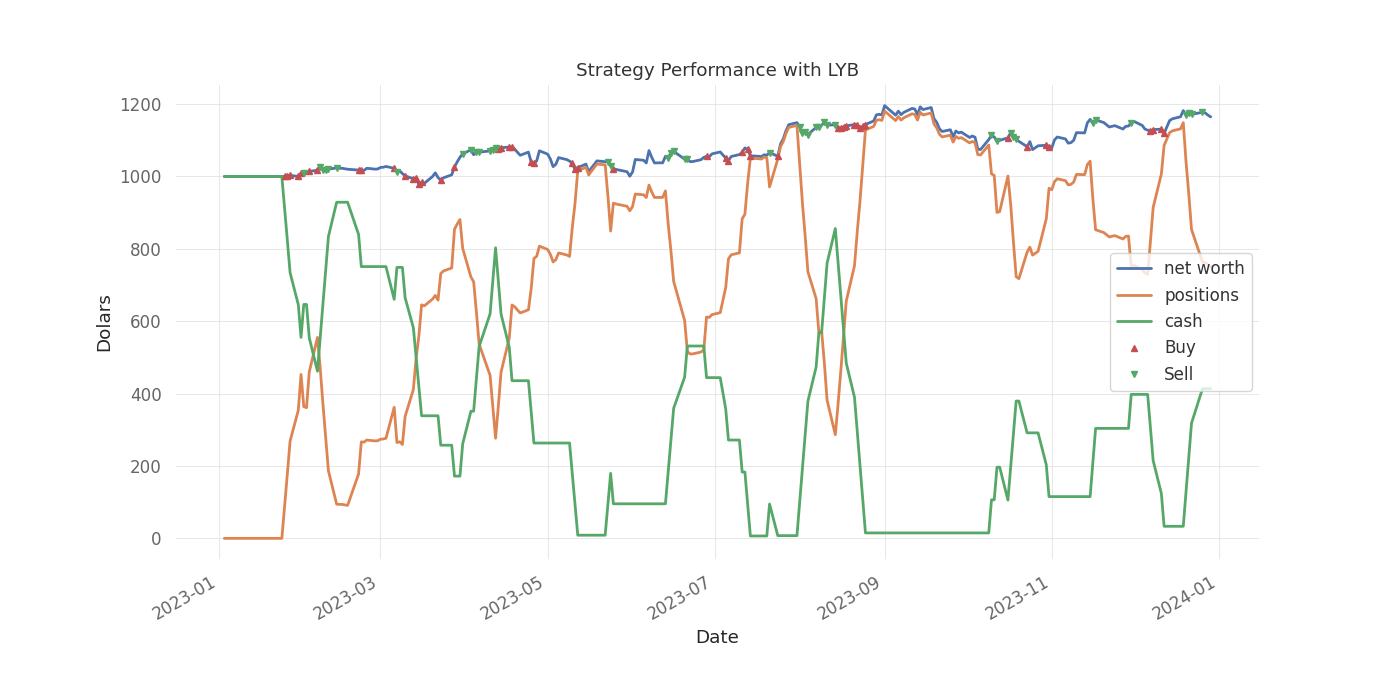 Strategy Performance with LYB
1200
1000
800
600
400
200
0
Dolars
net worth
positions
cash
Buy
Sell
2023-01
2023-03
2023-05
2023-07
2023-09
2023-11
2024-01
Date